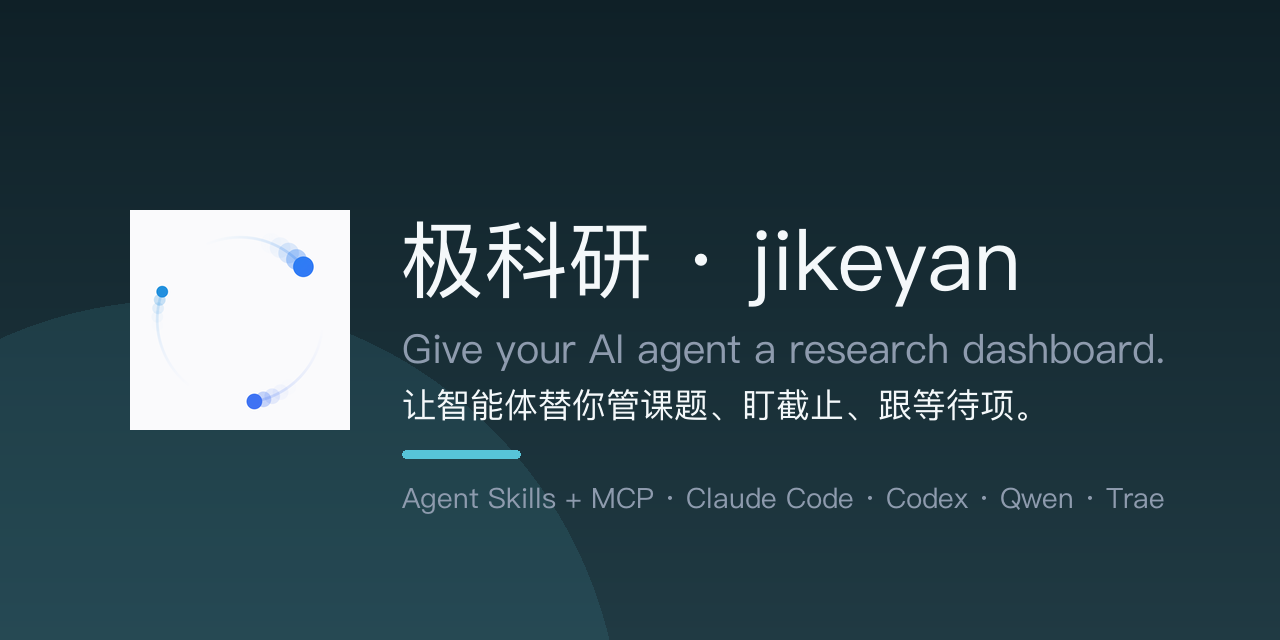 极科研 · jikeyan
Give your AI agent a research dashboard.
让智能体替你管课题、盯截止、跟等待项。
Agent Skills + MCP · Claude Code · Codex · Qwen · Trae